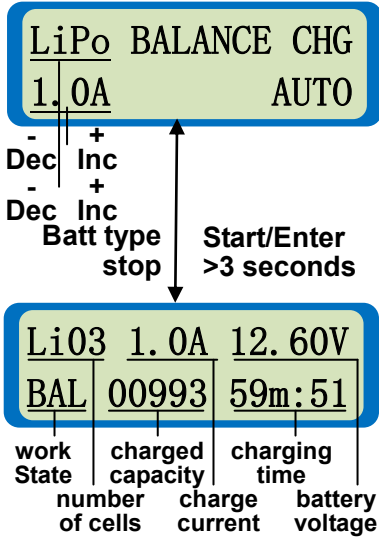 LiPo BALANCE CHG
1.0A AUTO
- +
Dec Inc
- +
Dec Inc
Batt type
stop
Start/Enter
>3 seconds
Li03 1.0A 12.60V
BAL 00993 59m:51
work
State
charged
capacity
charging
time
number
of cells
charge
current
battery
voltage